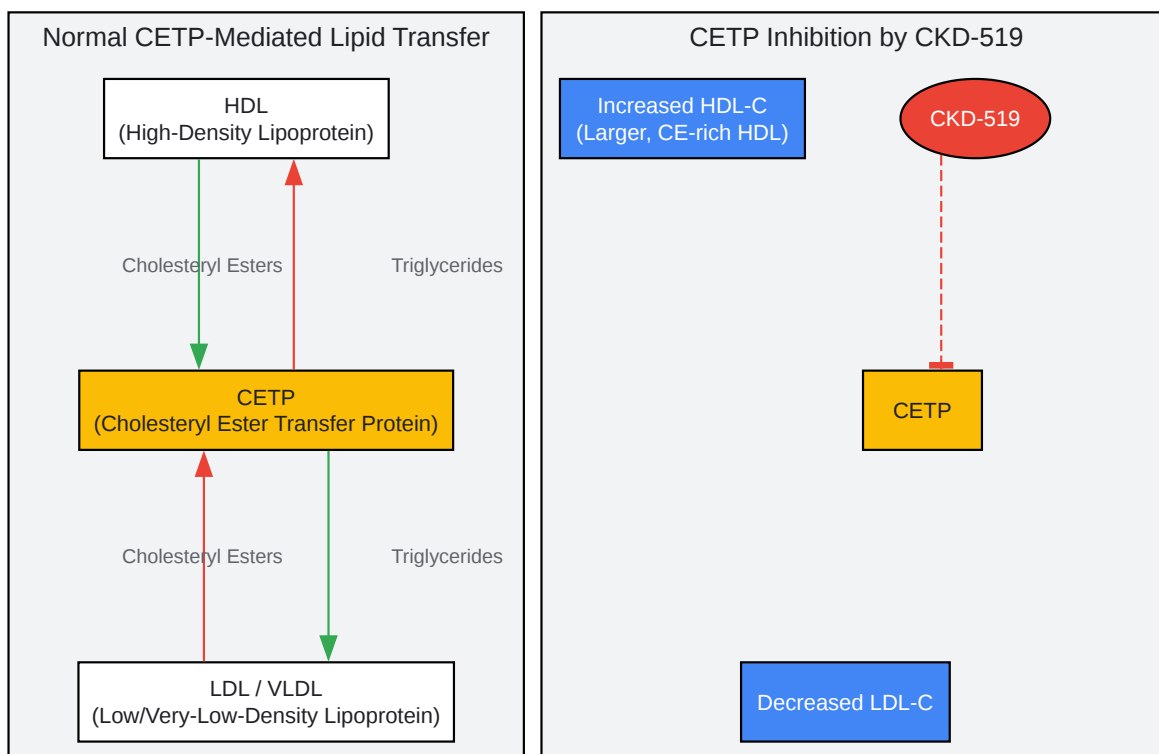 Normal CETP-Mediated Lipid Transfer
HDL
(High-Density Lipoprotein)
Cholesteryl Esters
Triglycerides
CETP
(Cholesteryl Ester Transfer Protein)
Cholesteryl Esters
Triglycerides
LDL / VLDL
(Low/Very-Low-Density Lipoprotein)
CETP Inhibition by CKD-519
Increased HDL-C
(Larger, CE-rich HDL)
CKD-519
CETP
Decreased LDL-C